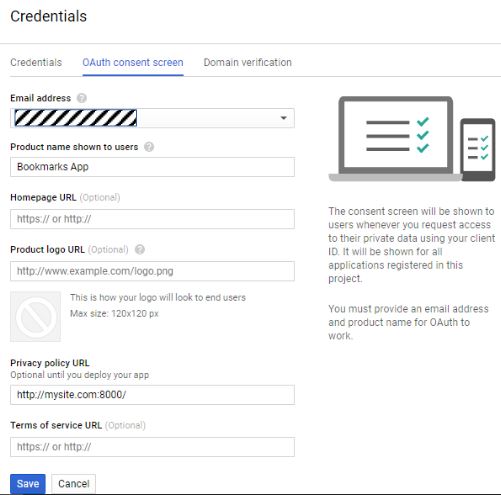 Credentials
Credentials OAuth consent screen Domain verification
Email address ?
Product name shown to users ?
Bookmarks App
Homepage URL (Optional)
https:// or http://
Product logo URL (Optional) ?
http://www.example.com/logo.png
This is how your logo will look to end users
Max size: 120x120 px
Privacy policy URL
Optional until you deploy your app
http://mysite.com:8000/
Terms of service URL (Optional)
https:// or http://
Save Cancel
The consent screen will be shown to
users whenever you request access
to their private data using your client
ID. It will be shown for all
applications registered in this
project.
You must provide an email address
and product name for OAuth to
work.